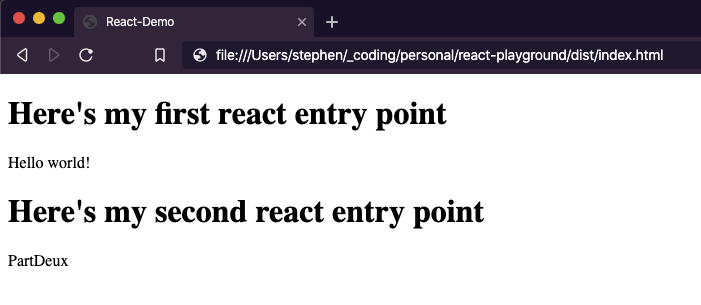 React-Demo
file:///Users/stephen/_coding/personal/react-playground/dist/index.html
Here's my first react entry point
Hello world!
Here's my second react entry point
PartDeux